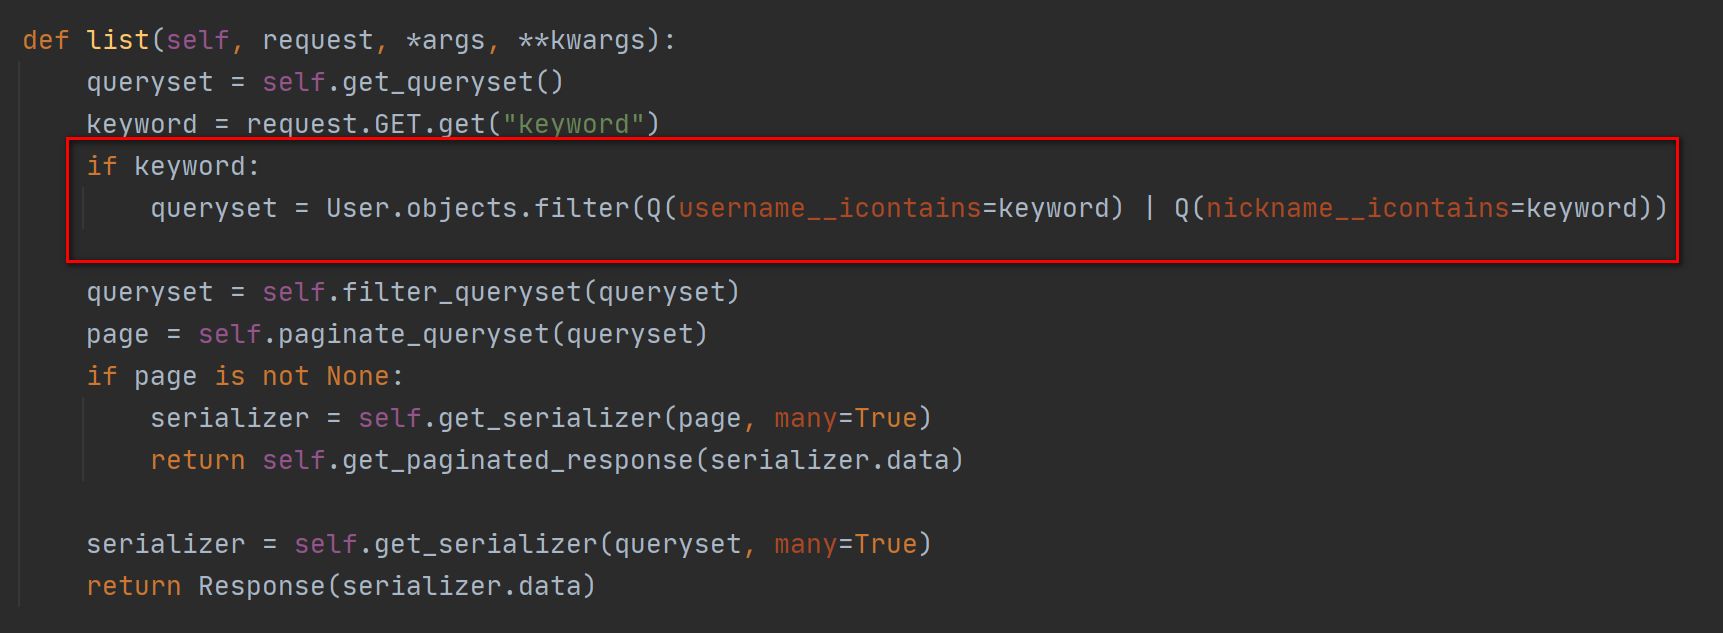 def list(self, request, *args, **kwargs):
    queryset = self.get_queryset()
    keyword = request.GET.get("keyword")
    if keyword:
        queryset = User.objects.filter(Q(username__icontains=keyword) | Q(nickname__icontains=keyword))
    queryset = self.filter_queryset(queryset)
    page = self.paginate_queryset(queryset)
    if page is not None:
        serializer = self.get_serializer(page, many=True)
        return self.get_paginated_response(serializer.data)
    serializer = self.get_serializer(queryset, many=True)
    return Response(serializer.data)